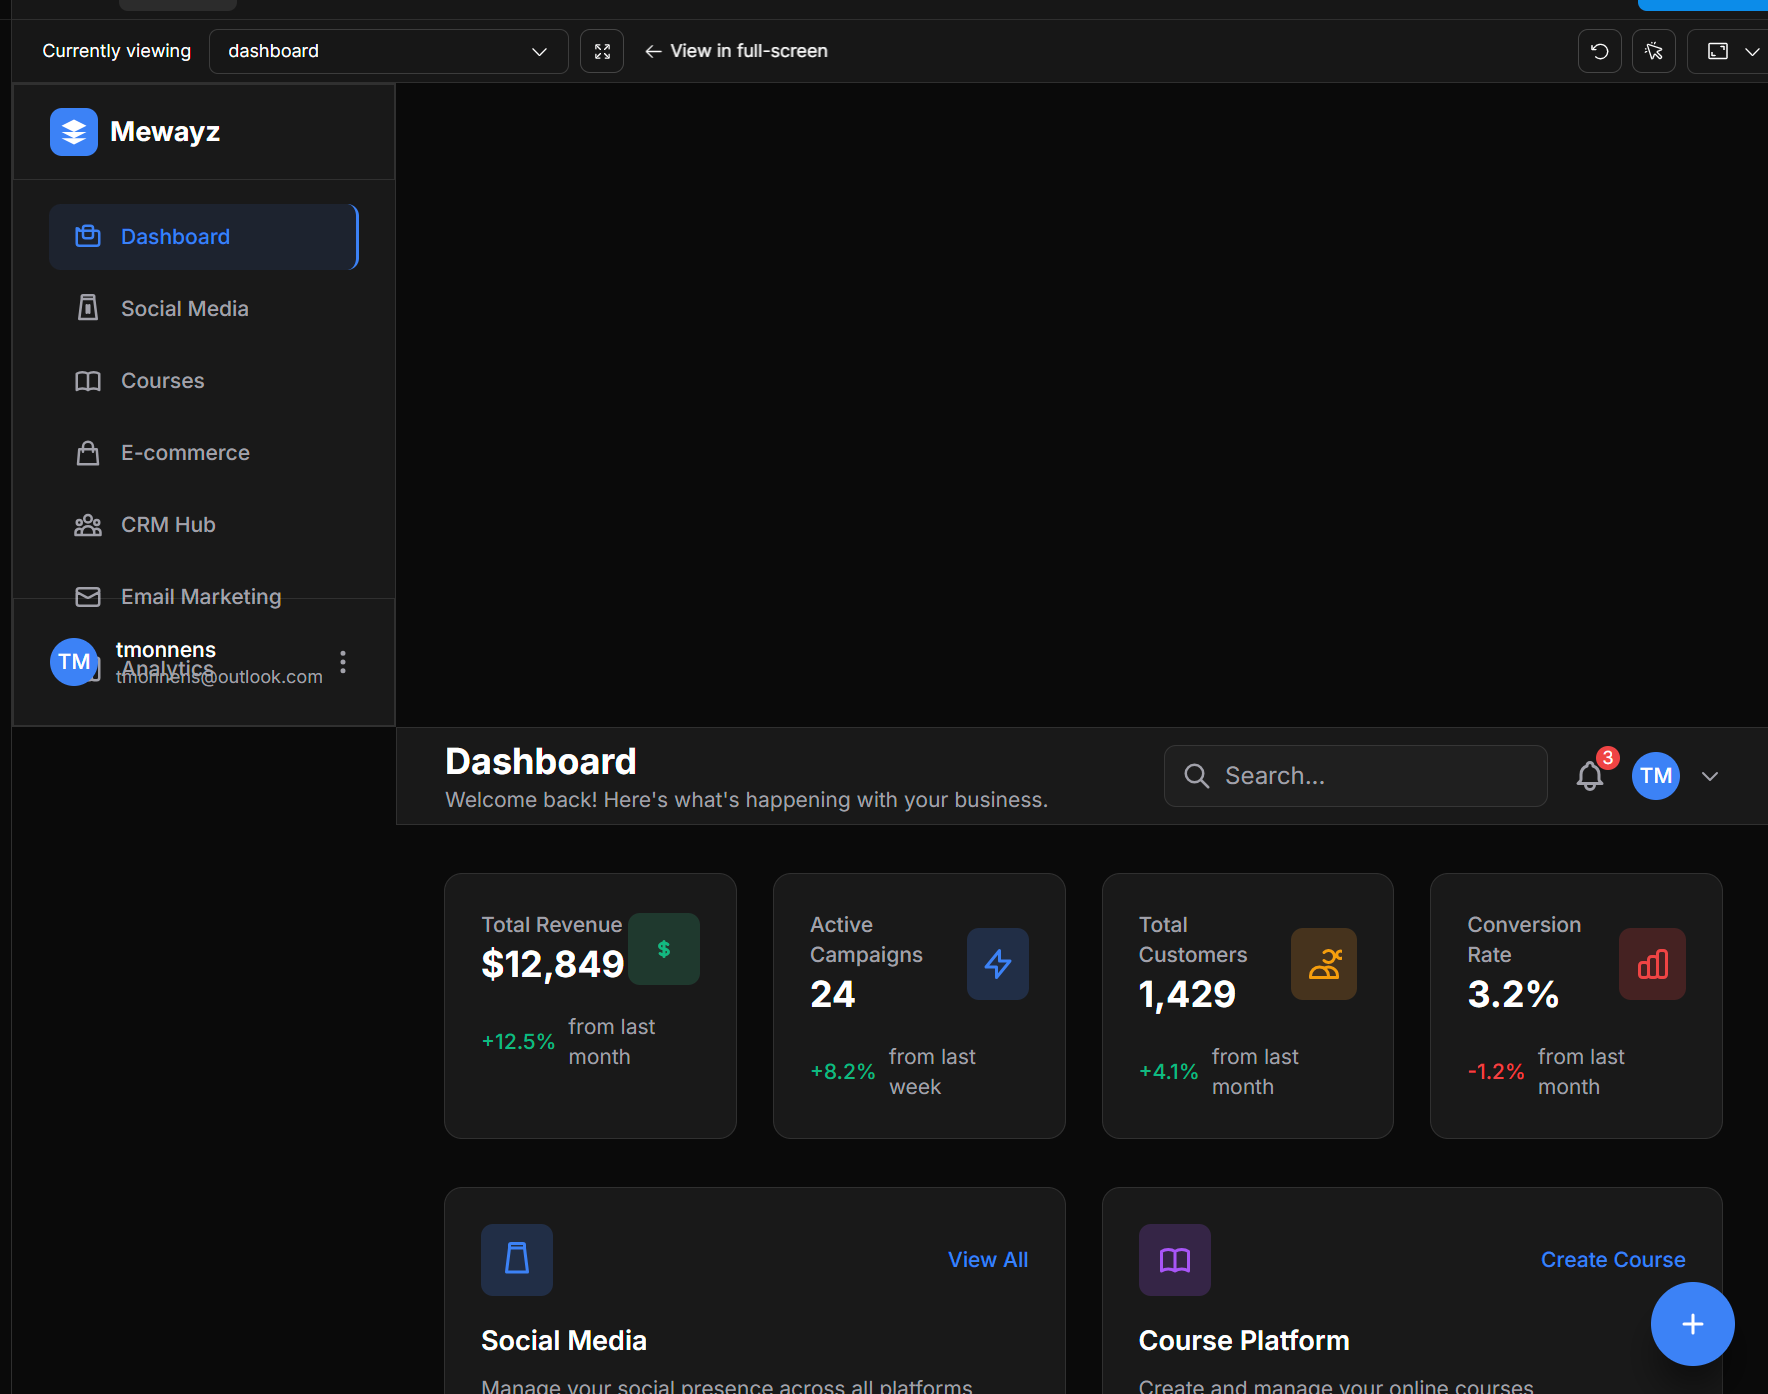 Currently viewing
dashboard
← View in full-screen
Mewayz
Dashboard
Social Media
Courses
E-commerce
CRM Hub
Email Marketing
TM
tmonnens
Analytics
tmonnens@outlook.com
Dashboard
Welcome back! Here's what's happening with your business.
Search...
3
TM
Total Revenue
$12,849
$
+12.5%
from last
month
Active
Campaigns
24
+8.2%
from last
week
Total
Customers
1,429
+4.1%
from last
month
Conversion
Rate
3.2%
-1.2%
from last
month
View All
Social Media
Manage your social presence across all platforms
Create Course
+
Course Platform
Create and manage your online courses